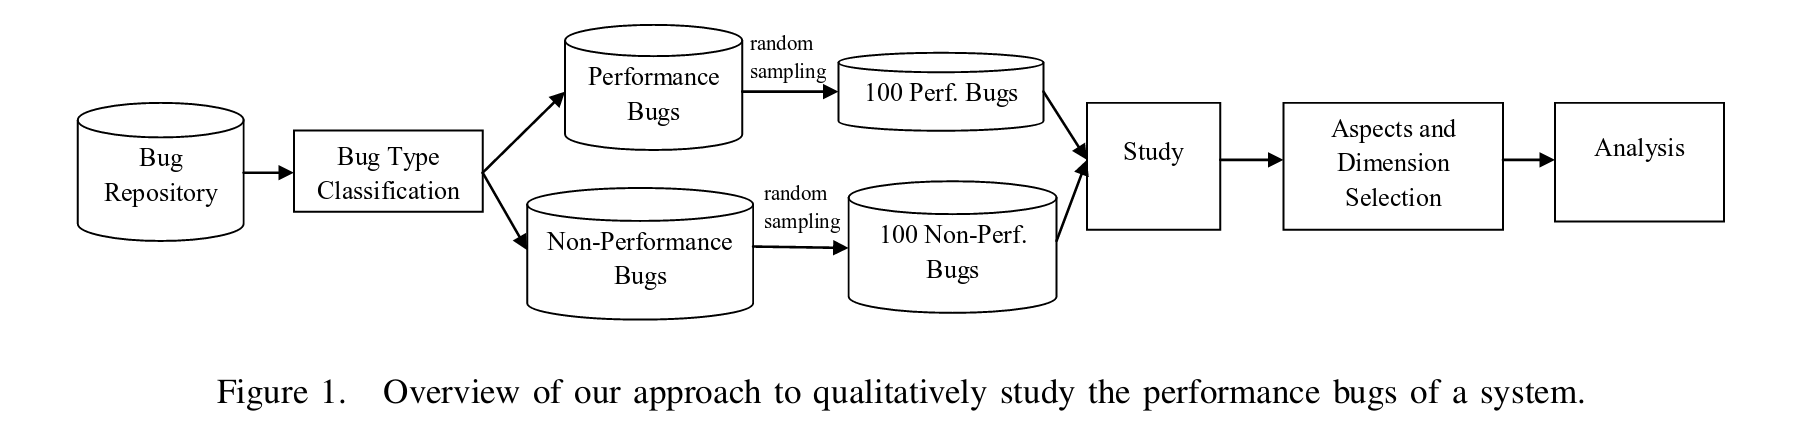 Bug
Repository
Bug Type
Classification
Performance
Bugs
random
sampling
100 Perf. Bugs
Non-Performance
Bugs
random
sampling
100 Non-Perf.
Bugs
Study
Aspects and
Dimension
Selection
Analysis
Figure 1. Overview of our approach to qualitatively study the performance bugs of a system.